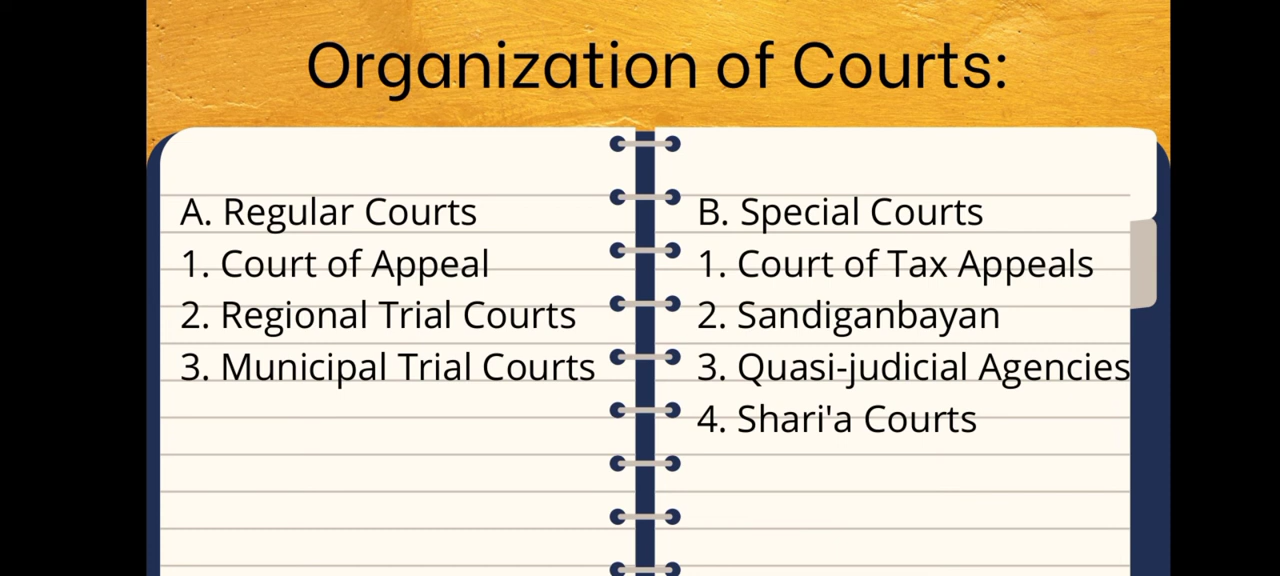 Organization of Courts:
A. Regular Courts
1. Court of Appeal
2. Regional Trial Courts
3. Municipal Trial Courts
B. Special Courts
1. Court of Tax Appeals
2. Sandiganbayan
3. Quasi-judicial Agencies
4. Shari'a Courts